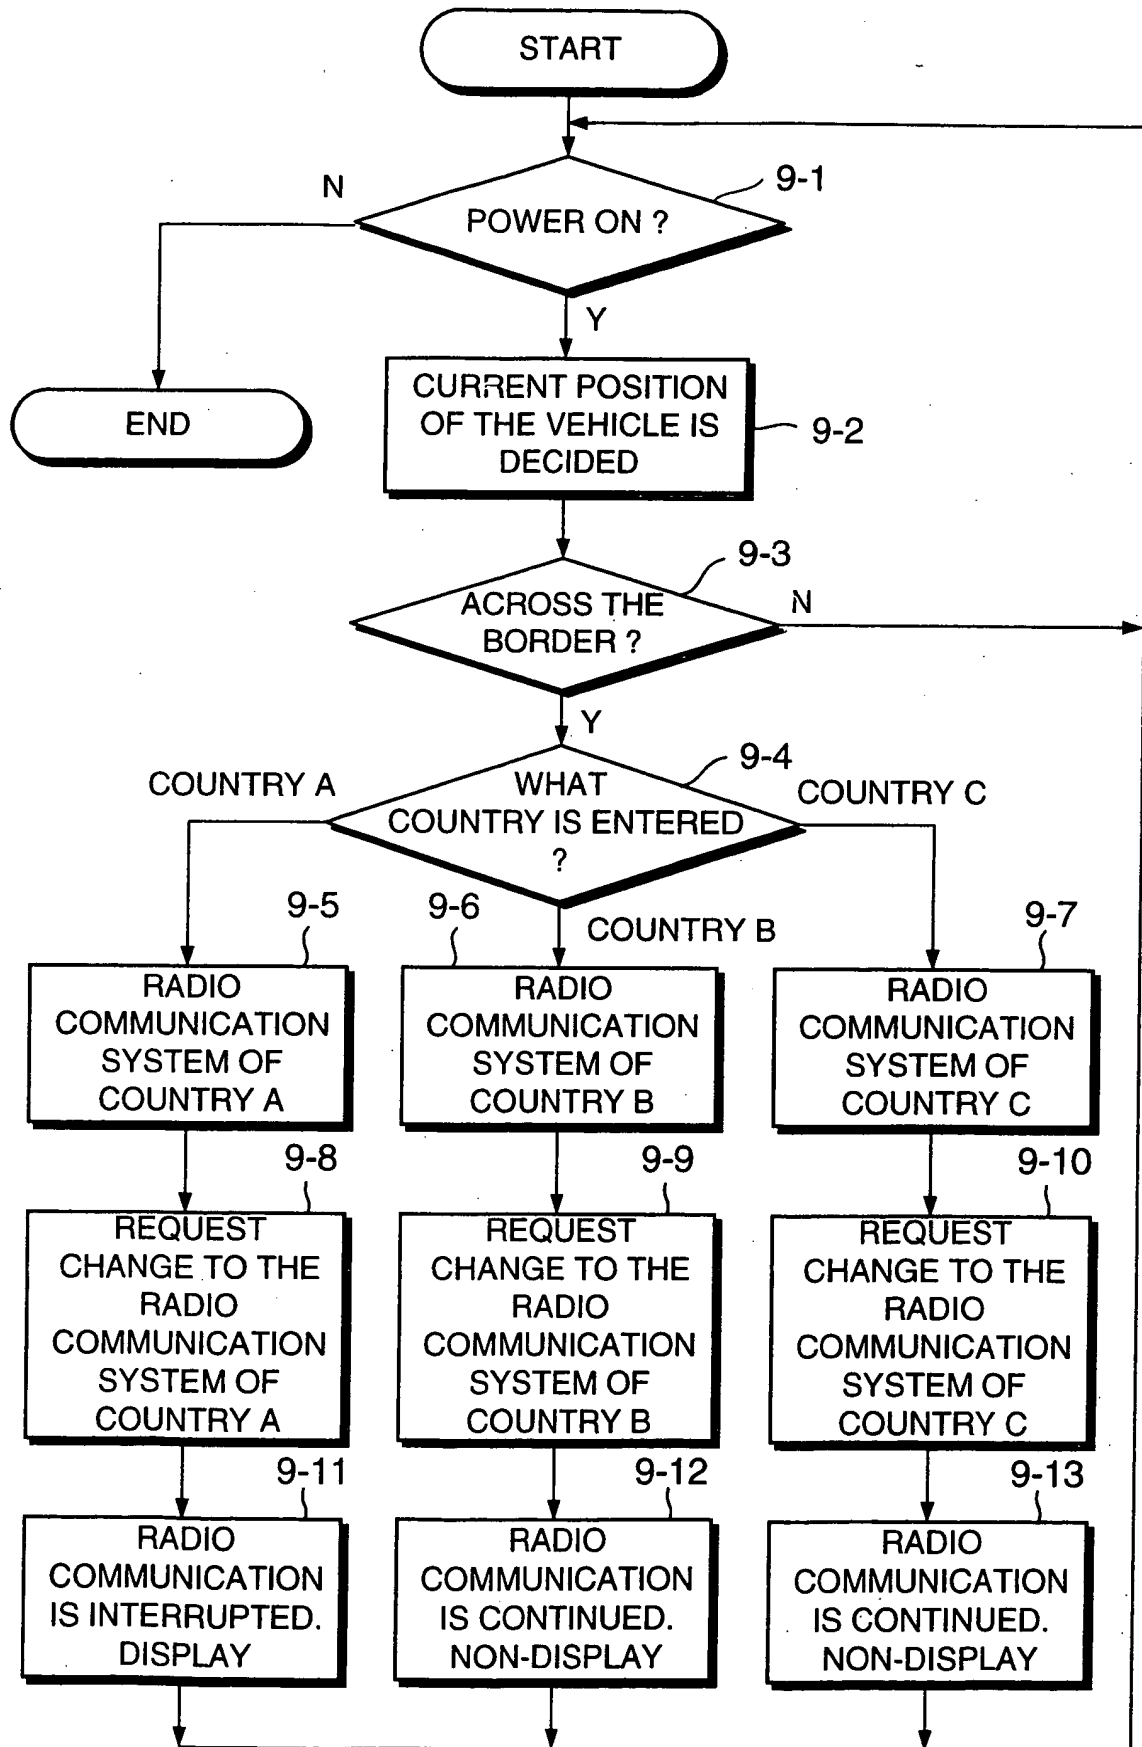 START
9-1
N
POWER ON ?
Y
CURRENT POSITION
OF THE VEHICLE IS
DECIDED
9-2
END
9-3
ACROSS THE
BORDER ?
N
Y
9-4
COUNTRY A
WHAT
COUNTRY IS ENTERED
?
COUNTRY C
COUNTRY B
9-5
RADIO
COMMUNICATION
SYSTEM OF
COUNTRY A
9-6
RADIO
COMMUNICATION
SYSTEM OF
COUNTRY B
9-7
RADIO
COMMUNICATION
SYSTEM OF
COUNTRY C
9-8
REQUEST
CHANGE TO THE
RADIO
COMMUNICATION
SYSTEM OF
COUNTRY A
9-9
REQUEST
CHANGE TO THE
RADIO
COMMUNICATION
SYSTEM OF
COUNTRY B
9-10
REQUEST
CHANGE TO THE
RADIO
COMMUNICATION
SYSTEM OF
COUNTRY C
9-11
RADIO
COMMUNICATION
IS INTERRUPTED.
DISPLAY
9-12
RADIO
COMMUNICATION
IS CONTINUED.
NON-DISPLAY
9-13
RADIO
COMMUNICATION
IS CONTINUED.
NON-DISPLAY